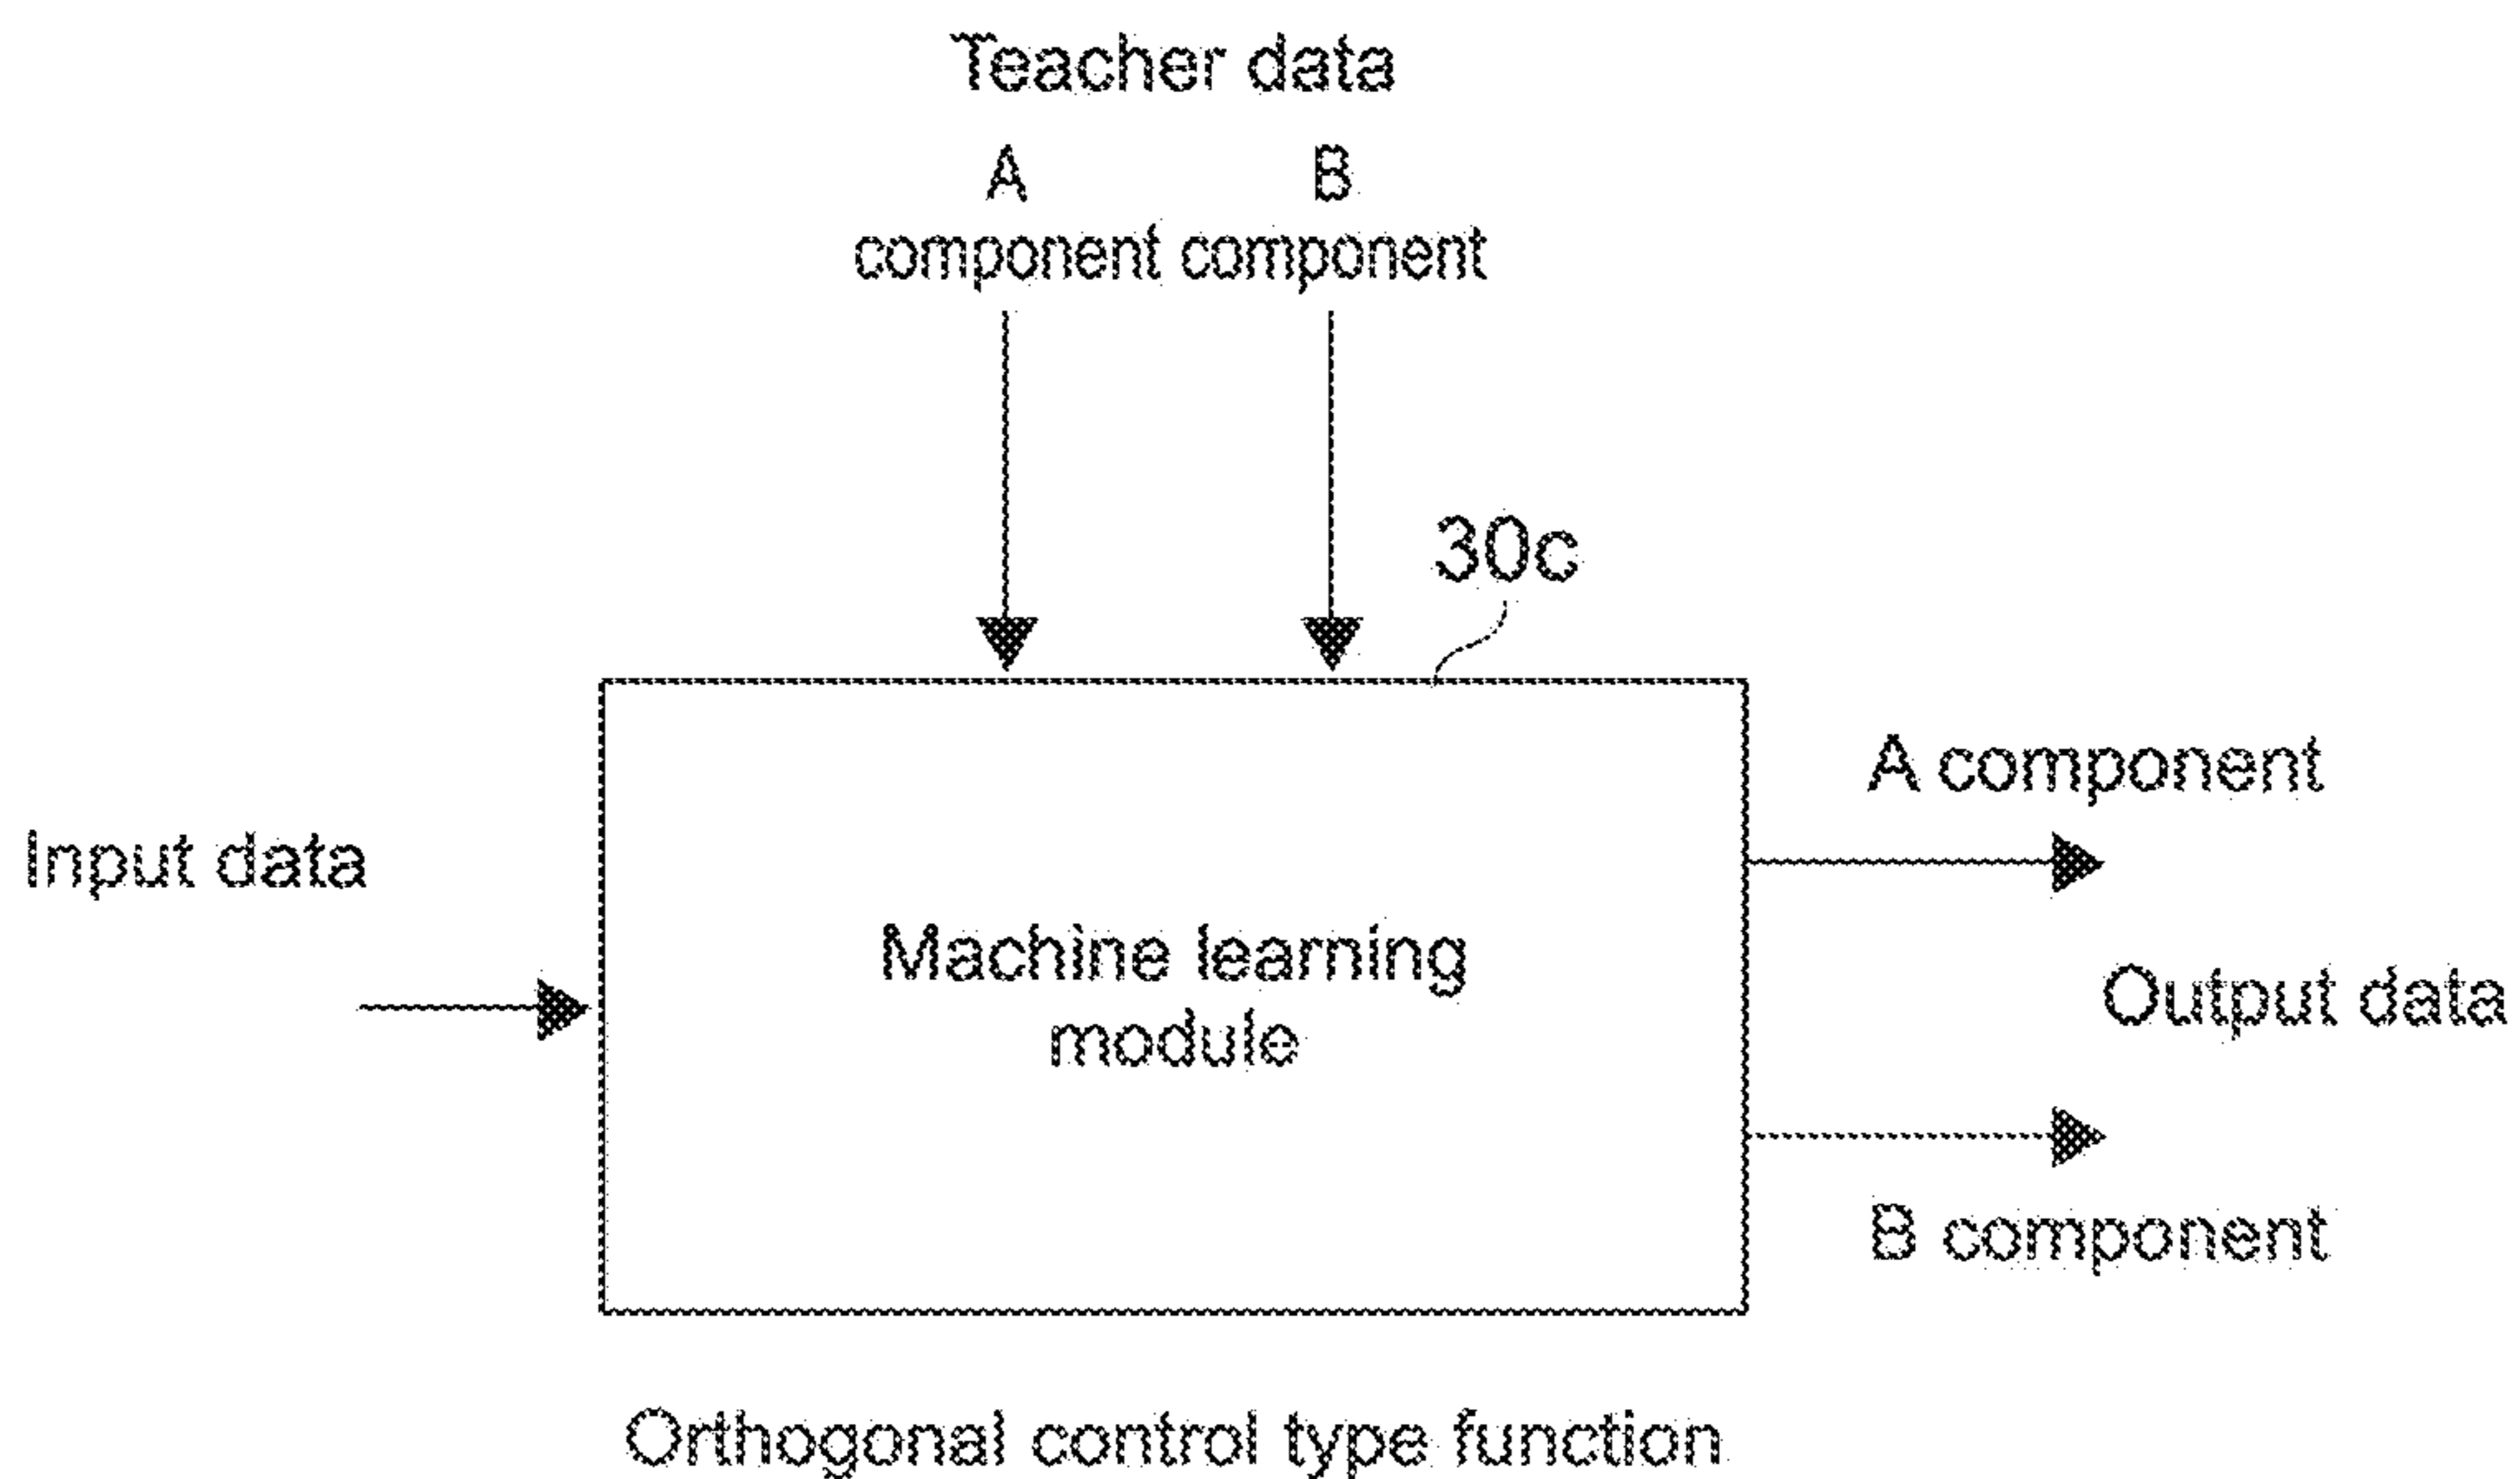 Teacher data
A B
component component
30c
A component
Input data
Machine learning
module
Output data
B component
Orthogonal control type function